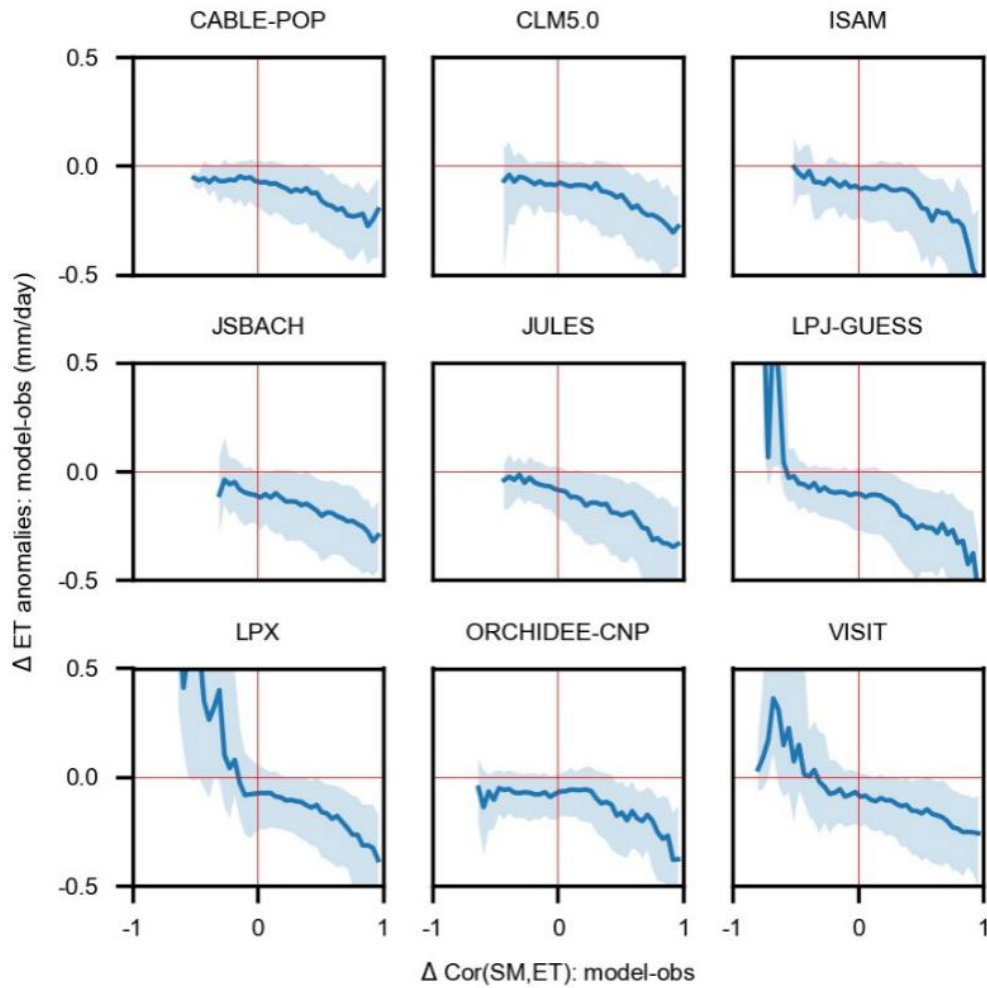 CABLE-POP
CLM5.0
ISAM
0.5
0.0
-0.5
JSBACH
JULES
LPJ-GUESS
0.5
0.0
-0.5
LPX
ORCHIDEE-CNP
VISIT
0.5
0.0
-0.5
-1 0 1
-1 0 1
-1 0 1
Δ ET anomalies: model-obs (mm/day)
Δ Cor(SM,ET): model-obs